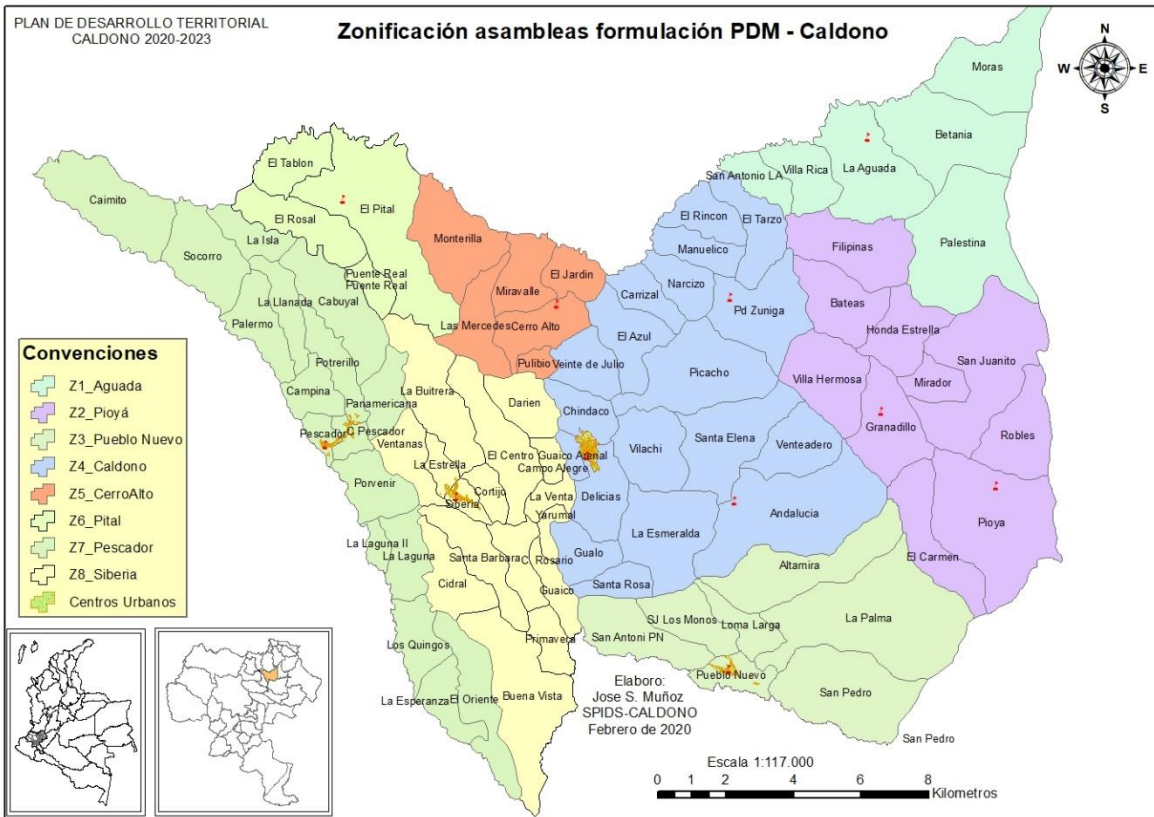 PLAN DE DESARROLLO TERRITORIAL
CALDONO 2020-2023
Zonificación asambleas formulación PDM - Caldono
N
W
E
S
Moras
Betania
La Aguada
Villa Rica
San Antonio LA
Palestina
El Tablon
El Pital
El Rosal
Caimito
Socorro
La Isla
Puente Real
Puente Real
Cabuyal
La Llanada
Palermo
Potrerillo
Campina
Panamericana
Pescador
C Pescador
Monterilla
El Jardin
Miravalle
Las Mercedes
Cerro Alto
Pulibio
El Rincon
El Tarzo
Manuelico
Narcizo
Carrizal
Pd Zuniga
El Azul
Veinte de Julio
Picacho
Filipinas
Bateas
Honda Estrella
San Juanito
Mirador
Villa Hermosa
Granadillo
Robles
Pioya
El Carmen
La Buitrera
Darien
Chindaco
Ventanas
El Centro
Guaico Arenal
Campo Alegre
Vilachi
Santa Elena
Venteadero
La Estrella
Cortijo
Siberia
La Venta
Delicias
Yarumal
Andalucia
La Esmeralda
Porvenir
La Laguna II
La Laguna
Santa Barbara
C. Rosario
Gualo
Cidral
Guaico
Santa Rosa
Altamira
La Palma
SJ Los Monos
Loma Larga
San Antoni PN
Primavera
Los Quingos
Pueblo Nuevo
San Pedro
La Esperanza
El Oriente
Buena Vista
San Pedro
Convenciones
Z1_Aguada
Z2_Pioyá
Z3_Pueblo Nuevo
Z4_Caldono
Z5_CerroAlto
Z6_Pital
Z7_Pescador
Z8_Siberia
Centros Urbanos
Elaboro:
Jose S. Muñoz
SPIDS-CALDONO
Febrero de 2020
Escala 1:117.000
0 1 2 4 6 8
Kilometros